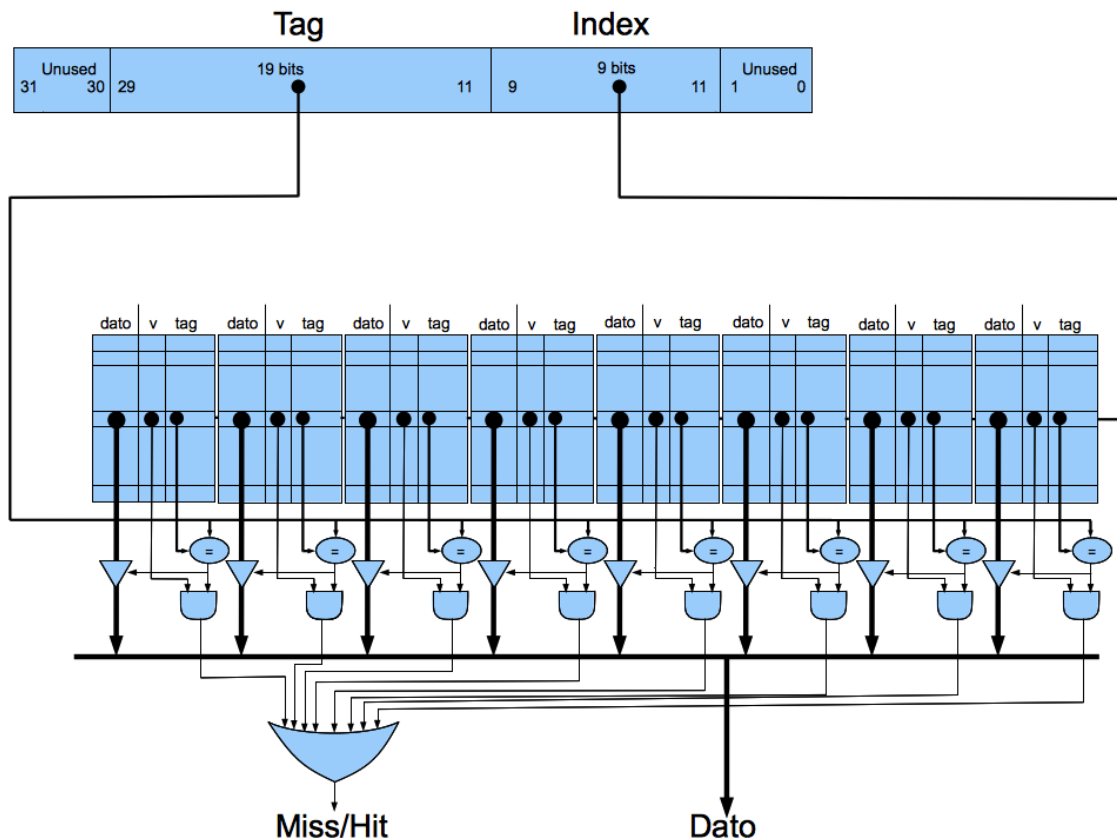 Tag Index
Unused 19 bits 9 bits Unused
31 30 29 11 9 11 1 0
dato v tag dato v tag dato v tag dato v tag dato v tag dato v tag dato v tag dato v tag
= = = = = = = =
Miss/Hit Dato